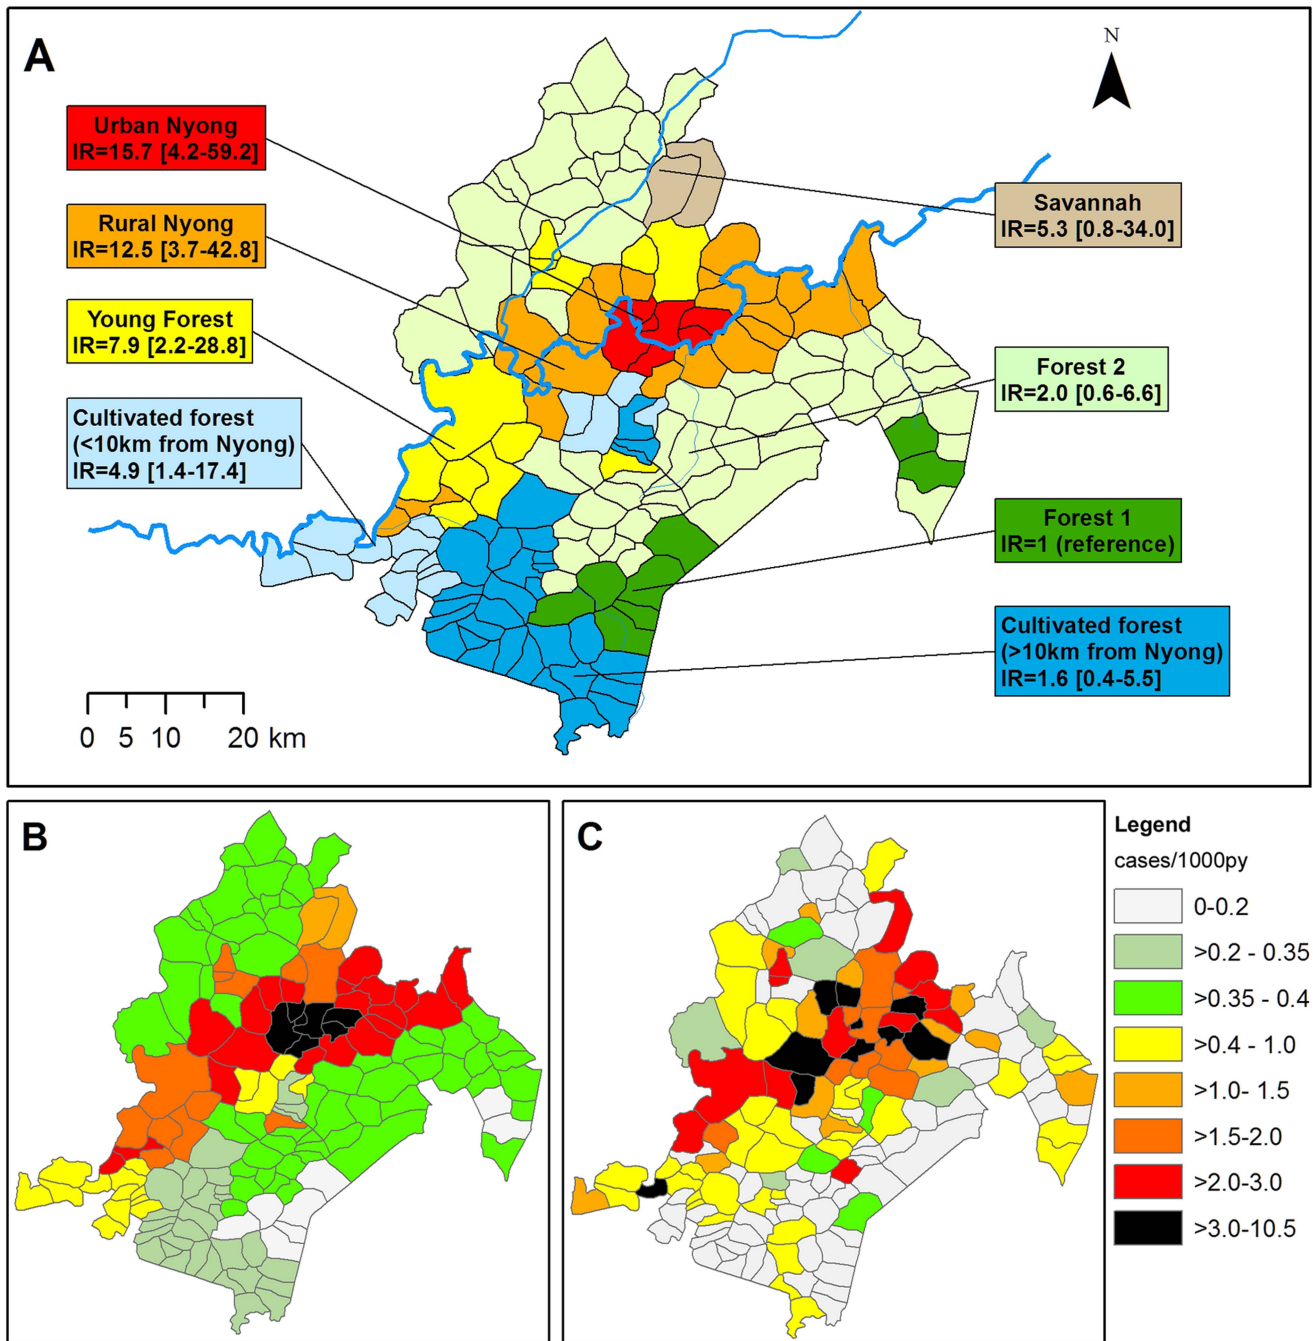 A
N
Urban Nyong
IR=15.7 [4.2-59.2]
Rural Nyong
IR=12.5 [3.7-42.8]
Young Forest
IR=7.9 [2.2-28.8]
Cultivated forest
(<10km from Nyong)
IR=4.9 [1.4-17.4]
Savannah
IR=5.3 [0.8-34.0]
Forest 2
IR=2.0 [0.6-6.6]
Forest 1
IR=1 (reference)
Cultivated forest
(>10km from Nyong)
IR=1.6 [0.4-5.5]
0 5 10 20 km
B
C
Legend
cases/1000py
0-0.2
>0.2 - 0.35
>0.35 - 0.4
>0.4 - 1.0
>1.0- 1.5
>1.5-2.0
>2.0-3.0
>3.0-10.5